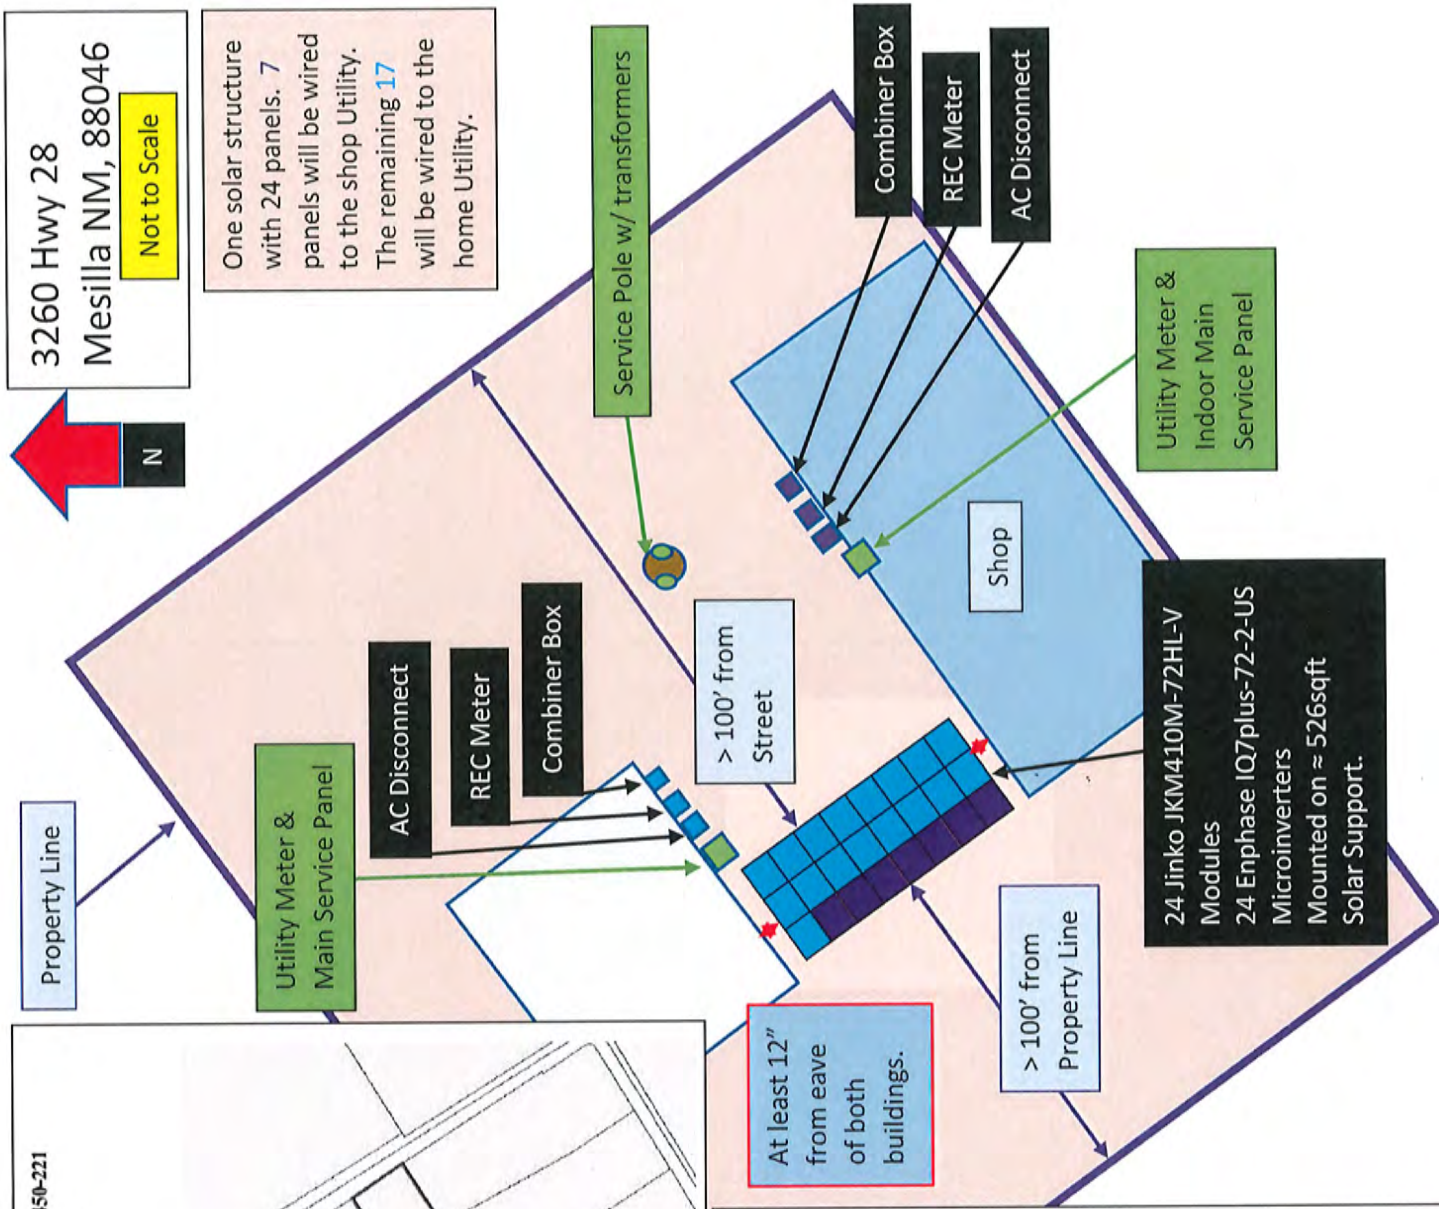 3260 Hwy 28
Mesilla NM, 88046
Not to Scale
N
One solar structure
with 24 panels. 7
panels will be wired
to the shop Utility.
The remaining 17
will be wired to the
home Utility.
Service Pole w/ transformers
Combiner Box
REC Meter
AC Disconnect
Utility Meter &
Indoor Main
Service Panel
Shop
Property Line
Utility Meter &
Main Service Panel
AC Disconnect
REC Meter
Combiner Box
> 100' from
Street
24 Jinko JKM410M-72HL-V
Modules
24 Enphase IQ7plus-72-2-US
Microinverters
Mounted on ≈ 526sqft
Solar Support.
> 100' from
Property Line
At least 12"
from eave
of both
buildings.
450-221